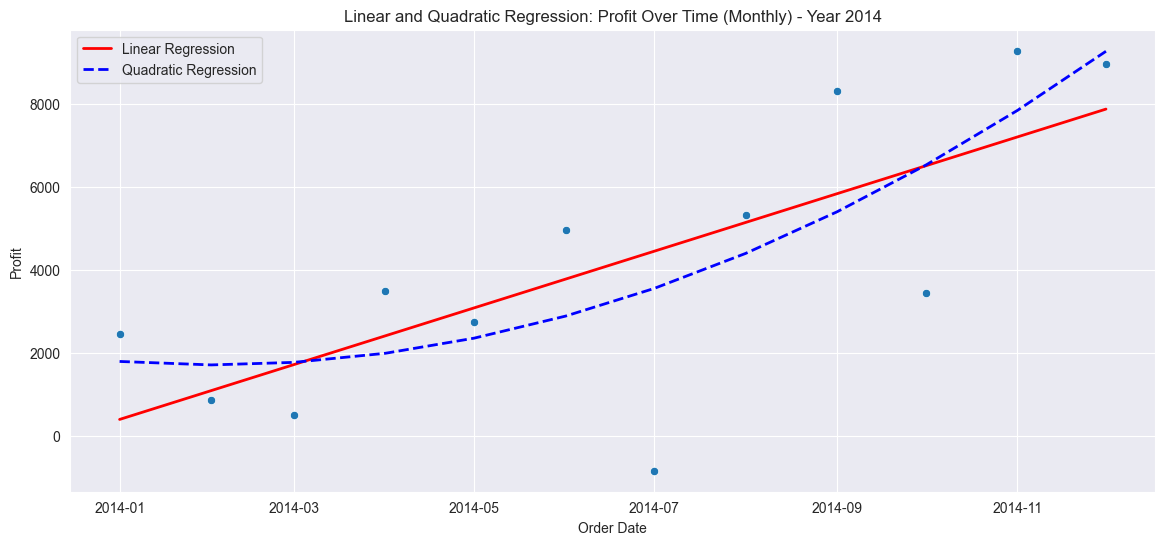 Linear and Quadratic Regression: Profit Over Time (Monthly) - Year 2014
Linear Regression
Quadratic Regression
8000
6000
4000
2000
0
Profit
2014-01
2014-03
2014-05
2014-07
2014-09
2014-11
Order Date